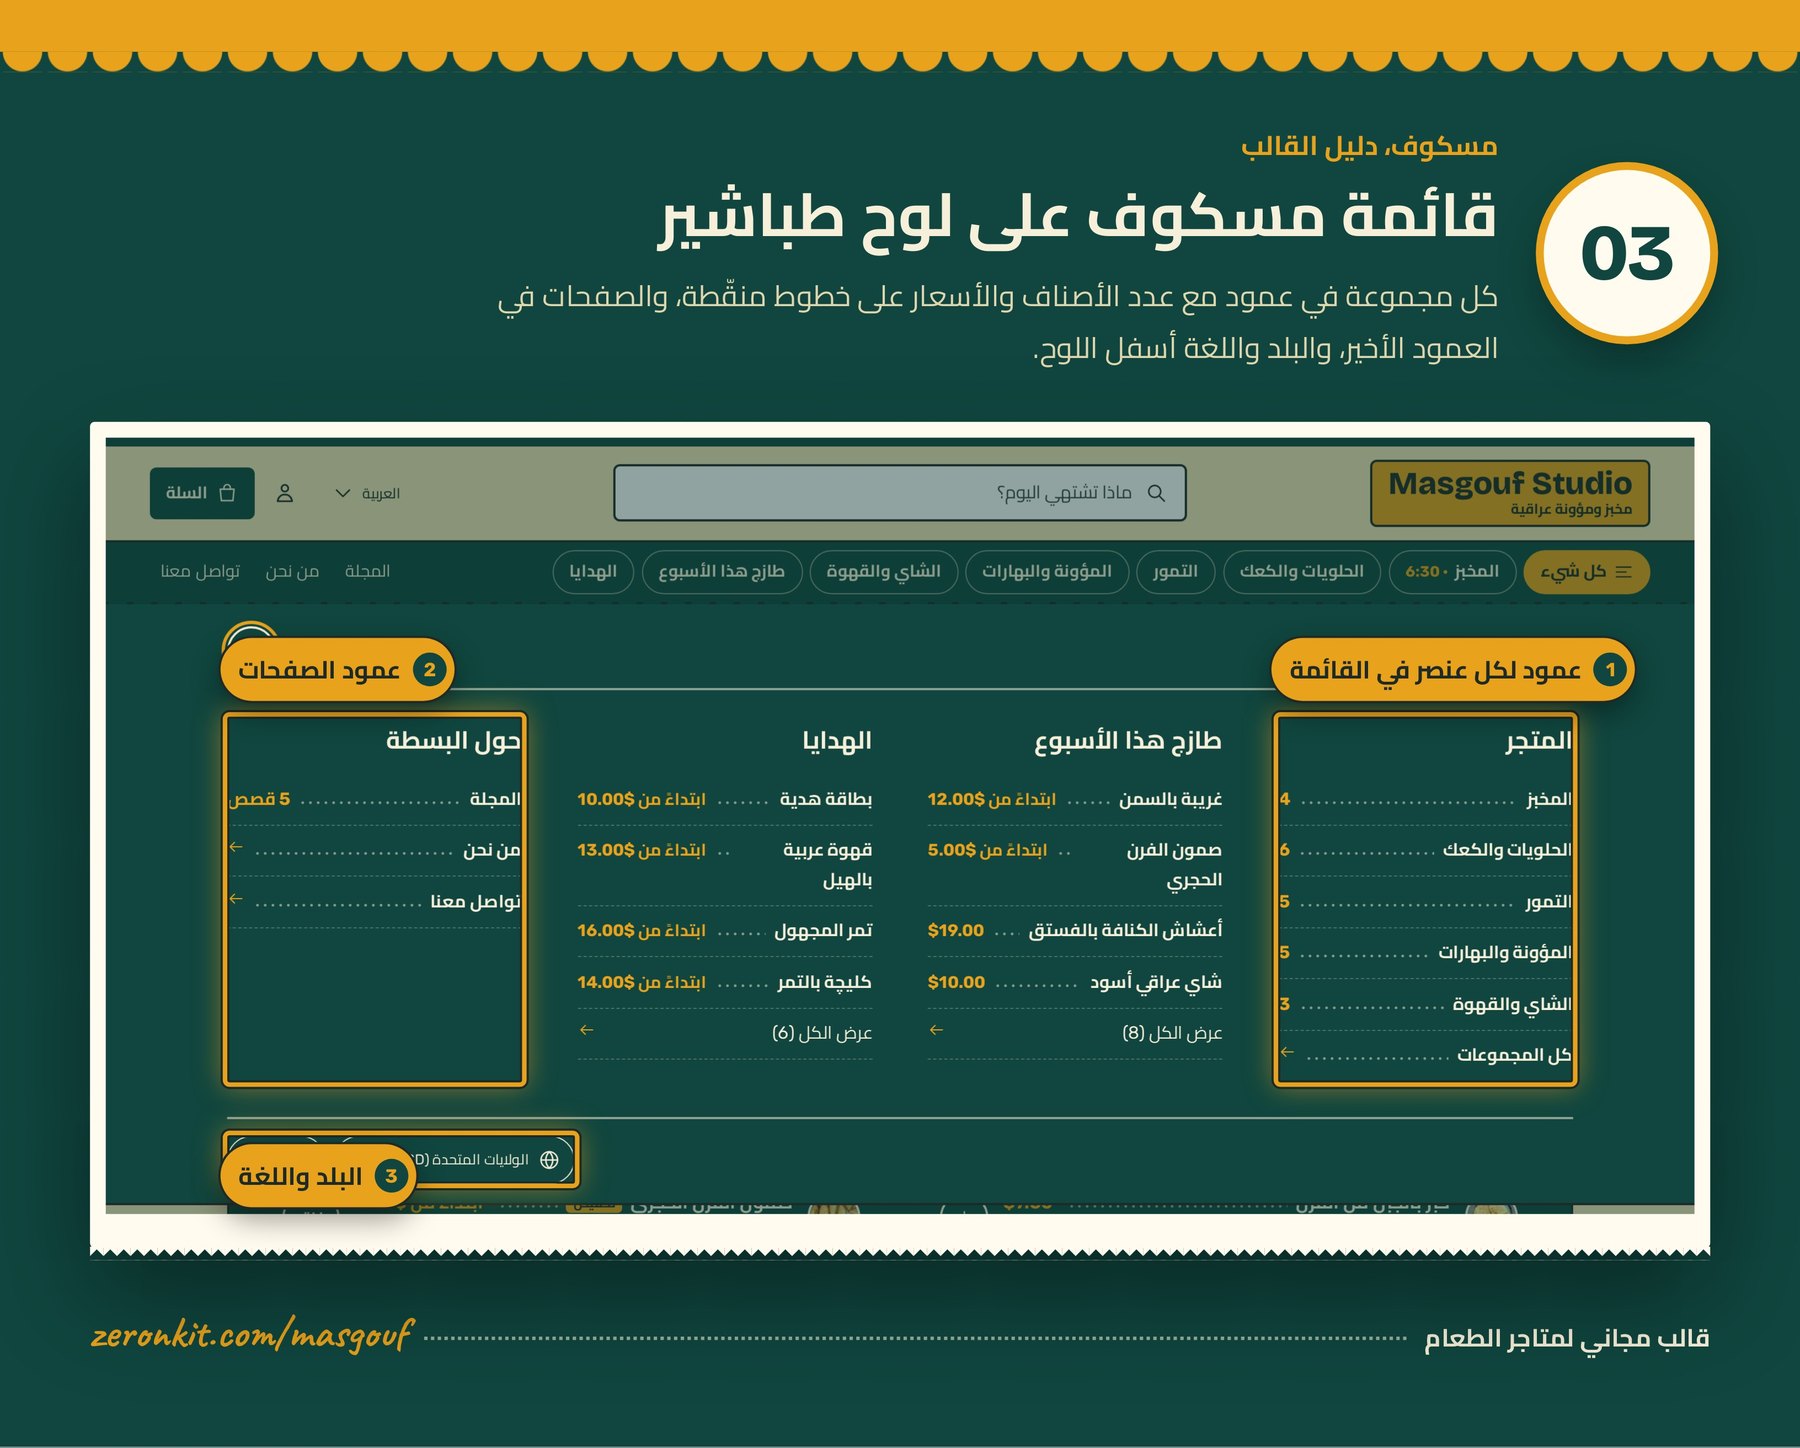 مسكوف، دليل القالب
قائمة مسكوف على لوح طباشير
03
كل مجموعة في عمود مع عدد الأصناف والأسعار على خطوط منقّطة، والصفحات في
العمود الأخير، والبلد واللغة أسفل اللوح.
Masgouf Studio
مخبز ومؤونة عراقية
ماذا تشتهي اليوم؟
العربية
السلة
كل شيء
المخبز • 6:30
الحلويات والكعك
التمور
المؤونة والبهارات
الشاي والقهوة
طازج هذا الأسبوع
الهدايا
المجلة
من نحن
تواصل معنا
1 عمود لكل عنصر في القائمة
2 عمود الصفحات
المتجر
المخبز 4
الحلويات والكعك 6
التمور 5
المؤونة والبهارات 5
الشاي والقهوة 3
كل المجموعات ←
طازج هذا الأسبوع
غريبة بالسمن ...... ابتداءً من $12.00
صمون الفرن .. ابتداءً من $5.00
الحجري
أعشاش الكنافة بالفستق .... $19.00
شاي عراقي أسود ........... $10.00
عرض الكل (8) ←
الهدايا
بطاقة هدية ....... ابتداءً من $10.00
قهوة عربية .. ابتداءً من $13.00
بالهيل
تمر المجهول ....... ابتداءً من $16.00
كليچة بالتمر ....... ابتداءً من $14.00
عرض الكل (6) ←
حول البسطة
المجلة 5 قصص
من نحن ←
تواصل معنا ←
الولايات المتحدة
3 البلد واللغة
قالب مجاني لمتاجر الطعام
zeronkit.com/masgouf